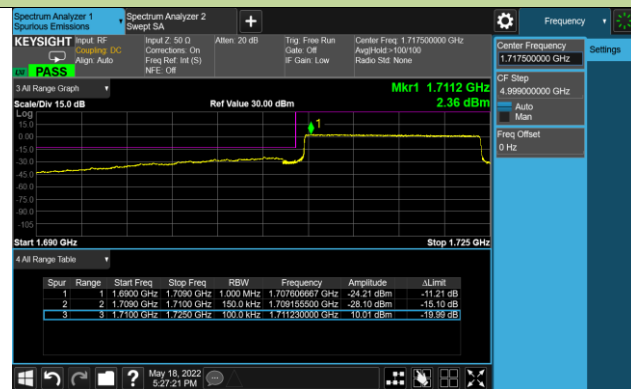 Spectrum Analyzer 1
Spurious Emissions
Spectrum Analyzer 2
Swept SA
+
Frequency
KEYSIGHT
Input: RF
Coupling: DC
Align: Auto
Input Z: 50 Ω
Corrections: On
Freq Ref: Int (S)
NFE: Off
Atten: 20 dB
Trig: Free Run
Gate: Off
IF Gain: Low
Center Freq: 1.717500000 GHz
Avg|Hold:>100/100
Radio Std: None
PASS
Center Frequency
1.717500000 GHz
Settings
CF Step
4.999000000 GHz
Auto
Man
Freq Offset
0 Hz
3 All Range Graph
Mkr1 1.7112 GHz
Scale/Div 15.0 dB
Ref Value 30.00 dBm
2.36 dBm
Log
15.0
0.00
-15.0
-30.0
-45.0
-60.0
-75.0
-90.0
-105
1
Start 1.690 GHz
Stop 1.725 GHz
4 All Range Table
Spur Range Start Freq Stop Freq RBW Frequency Amplitude ΔLimit
1 1 1.6900 GHz 1.7090 GHz 1.000 MHz 1.707606667 GHz -24.21 dBm -11.21 dB
2 2 1.7090 GHz 1.7100 GHz 150.0 kHz 1.709155500 GHz -28.10 dBm -15.10 dB
3 3 1.7100 GHz 1.7250 GHz 100.0 kHz 1.711230000 GHz 10.01 dBm -19.99 dB
?
May 18, 2022
5:27:21 PM